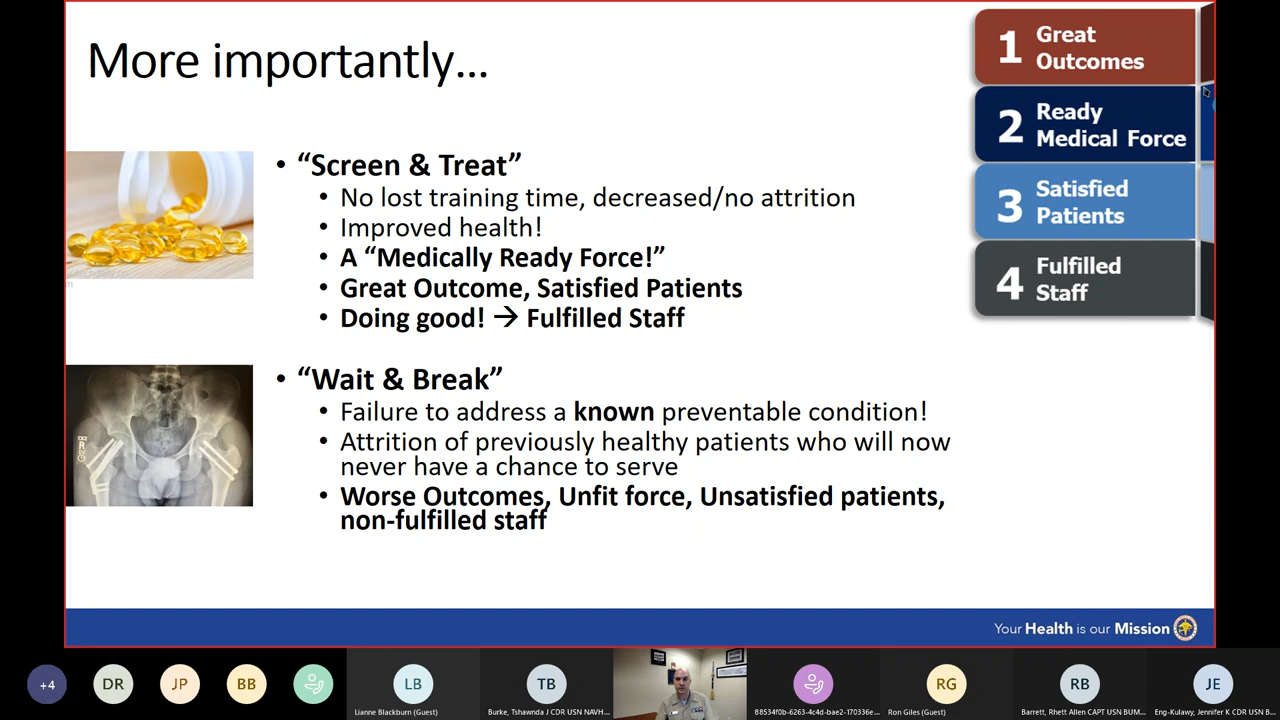 More importantly...
1 Great
Outcomes
2 Ready
Medical Force
3 Satisfied
Patients
4 Fulfilled
Staff
• “Screen & Treat”
• No lost training time, decreased/no attrition
• Improved health!
• A “Medically Ready Force!”
• Great Outcome, Satisfied Patients
• Doing good! → Fulfilled Staff
• “Wait & Break”
• Failure to address a known preventable condition!
• Attrition of previously healthy patients who will now
never have a chance to serve
• Worse Outcomes, Unfit force, Unsatisfied patients,
non-fulfilled staff
Your Health is our Mission
+4
DR
JP
BB
LB
Lianne Blackburn (Guest)
TB
Burke, Tshawnda J CDR USN NAVH...
88534f0b-6263-4c4d-bae2-170336e...
RG
Ron Giles (Guest)
RB
Barrett, Rhett Allen CAPT USN BUM...
JE
Eng-Kulawy, Jennifer K CDR USN B...